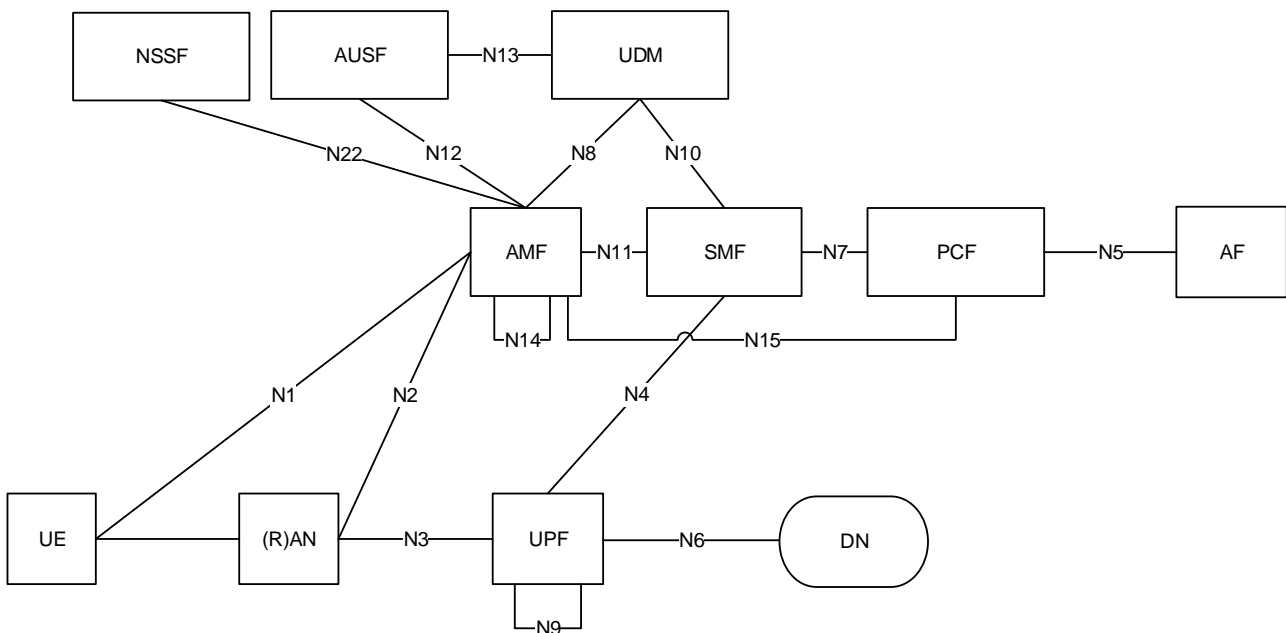 NSSF
AUSF
N13
UDM
N22
N12
N8
N10
AMF
N11
SMF
N7
PCF
N5
AF
N14
N15
N1
N2
N4
UE
(R)AN
N3
UPF
N6
DN
N9